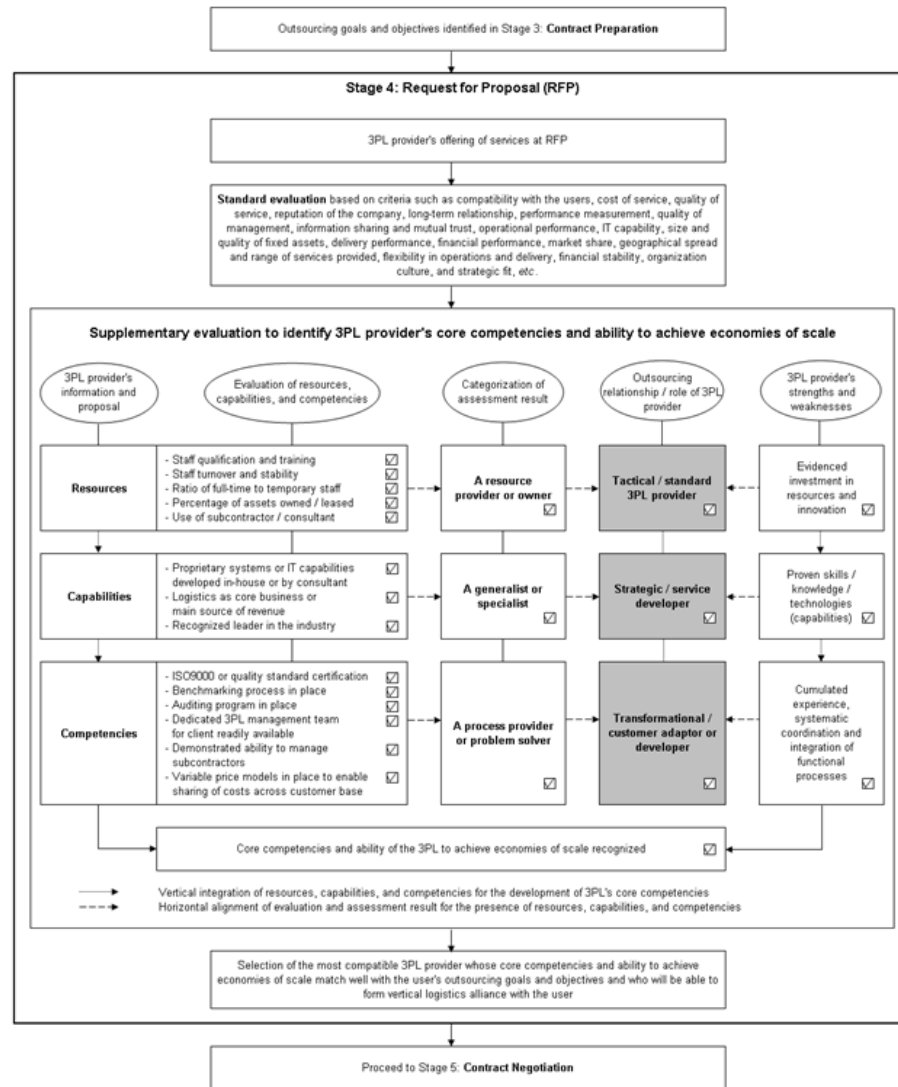 Outsourcing goals and objectives identified in Stage 3: Contract Preparation
Stage 4: Request for Proposal (RFP)
3PL provider's offering of services at RFP
Standard evaluation based on criteria such as compatibility with the users, cost of service, quality of
service, reputation of the company, long-term relationship, performance measurement, quality of
management, information sharing and mutual trust, operational performance, IT capability, size and
quality of fixed assets, delivery performance, financial performance, market share, geographical spread
and range of services provided, flexibility in operations and delivery, financial stability, organization
culture, and strategic fit, etc.
Supplementary evaluation to identify 3PL provider's core competencies and ability to achieve economies of scale
3PL provider's
information and
proposal
Evaluation of resources,
capabilities, and competencies
Categorization of
assessment result
Outsourcing
relationship / role of 3PL
provider
3PL provider's
strengths and
weaknesses
Resources
- Staff qualification and training
- Staff turnover and stability
- Ratio of full-time to temporary staff
- Percentage of assets owned / leased
- Use of subcontractor / consultant
A resource
provider or owner
Tactical / standard
3PL provider
Evidenced
investment in
resources and
innovation
Capabilities
- Proprietary systems or IT capabilities
developed in-house or by consultant
- Logistics as core business or
main source of revenue
- Recognized leader in the industry
A generalist or
specialist
Strategic / service
developer
Proven skills /
knowledge /
technologies
(capabilities)
Competencies
- ISO9000 or quality standard certification
- Benchmarking process in place
- Auditing program in place
- Dedicated 3PL management team
for client readily available
- Demonstrated ability to manage
subcontractors
- Variable price models in place to enable
sharing of costs across customer base
A process provider
or problem solver
Transformational /
customer adaptor or
developer
Cumulated
experience,
systematic
coordination and
integration of
functional
processes
Core competencies and ability of the 3PL to achieve economies of scale recognized
Vertical integration of resources, capabilities, and competencies for the development of 3PL's core competencies
Horizontal alignment of evaluation and assessment result for the presence of resources, capabilities, and competencies
Selection of the most compatible 3PL provider whose core competencies and ability to achieve
economies of scale match well with the user's outsourcing goals and objectives and who will be able to
form vertical logistics alliance with the user
Proceed to Stage 5: Contract Negotiation